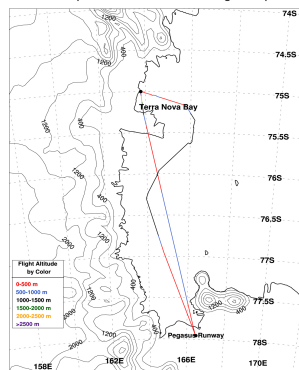 74S
74.5S
75S
Terra Nova Bay
75.5S
76S
76.5S
77S
77.5S
78S
Pegasus Runway
158E
162E
166E
170E
1200
400
1200
1200
400
1200
400
2000
2000
400
1200
400
1200
2000
Flight Altitude
by Color
0-500 m
500-1000 m
1000-1500 m
1500-2000 m
2000-2500 m
>2500 m